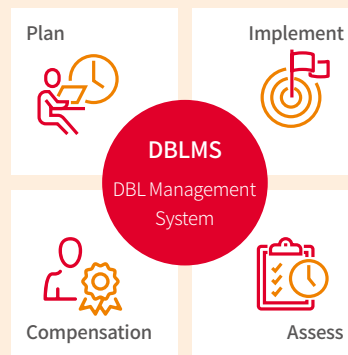 Plan
Implement
DBLMS
DBL Management
System
Compensation
Assess